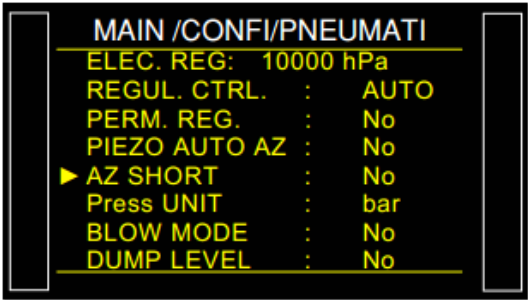 MAIN /CONFI/PNEUMATI
ELEC. REG: 10000 hPa
REGUL. CTRL. : AUTO
PERM. REG. : No
PIEZO AUTO AZ : No
► AZ SHORT : No
Press UNIT : bar
BLOW MODE : No
DUMP LEVEL : No